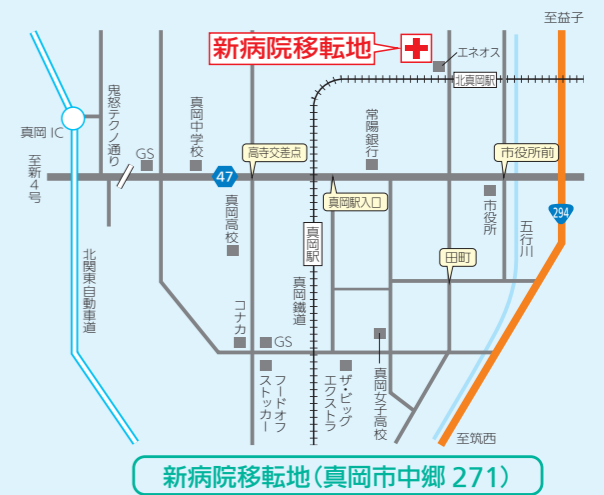 至益子
新病院移転地
エネオス
北真岡駅
鬼怒テクノ通り
真岡中学校
常陽銀行
真岡IC
GS
高寺交差点
市役所前
至新4号
47
真岡駅入口
真岡高校
市役所
294
五行川
真岡駅
田町
北関東自動車道
真岡鐵道
コナカ
GS
フードオフ
ストッカー
ザ・ビッグ
エクストラ
真岡女子高校
至筑西
新病院移転地(真岡市中郷 271)